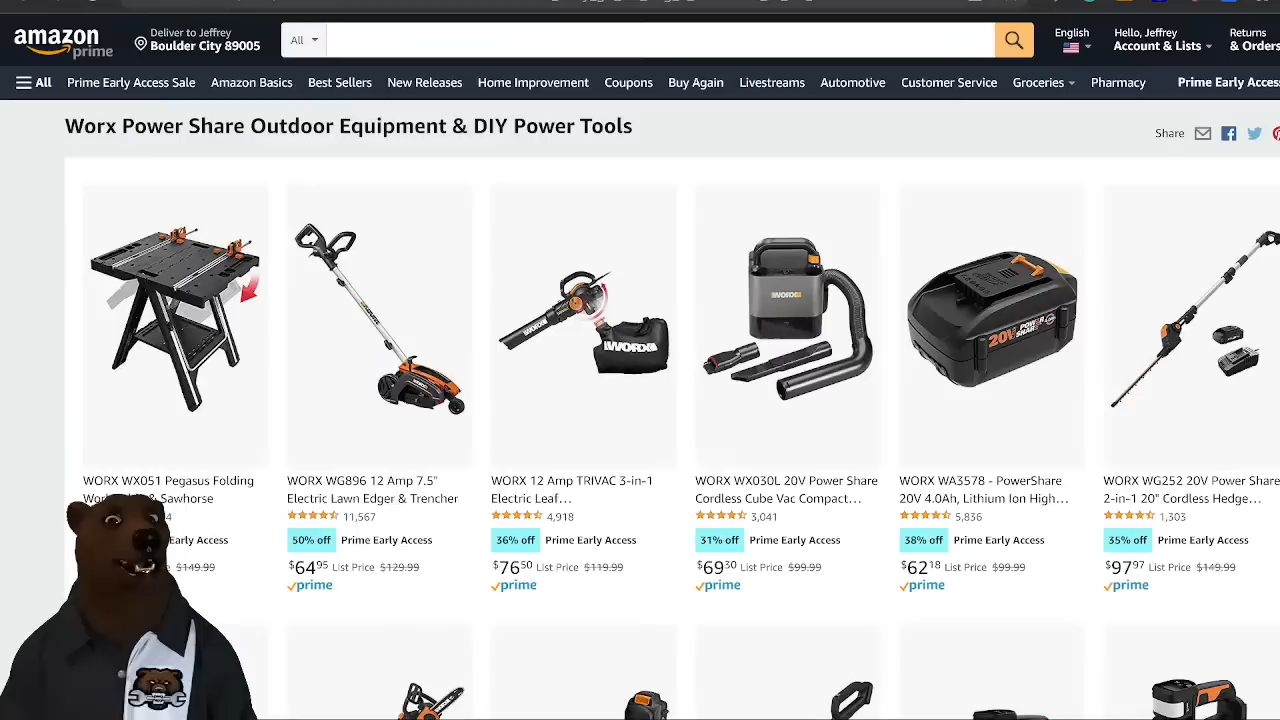 amazon
prime
Deliver to Jeffrey
Boulder City 89005
All
English
Hello, Jeffrey
Account & Lists
Returns
& Orders
All
Prime Early Access Sale
Amazon Basics
Best Sellers
New Releases
Home Improvement
Coupons
Buy Again
Livestreams
Automotive
Customer Service
Groceries
Pharmacy
Prime Early Acces
Worx Power Share Outdoor Equipment & DIY Power Tools
Share
WORX
WORX
WORX
20V POWER SHARE
WORX WX051 Pegasus Folding
& Sawhorse
4
rly Access
$149.99
WORX WG896 12 Amp 7.5"
Electric Lawn Edger & Trencher
11,567
50% off Prime Early Access
$64.95 List Price $129.99
prime
WORX 12 Amp TRIVAC 3-in-1
Electric Leaf…
4,918
36% off Prime Early Access
$76.50 List Price $119.99
prime
WORX WX030L 20V Power Share
Cordless Cube Vac Compact…
3,041
31% off Prime Early Access
$69.30 List Price $99.99
prime
WORX WA3578 - PowerShare
20V 4.0Ah, Lithium Ion High…
5,836
38% off Prime Early Access
$62.18 List Price $99.99
prime
WORX WG252 20V Power Share
2-in-1 20" Cordless Hedge…
1,303
35% off Prime Early Access
$97.97 List Price $149.99
prime